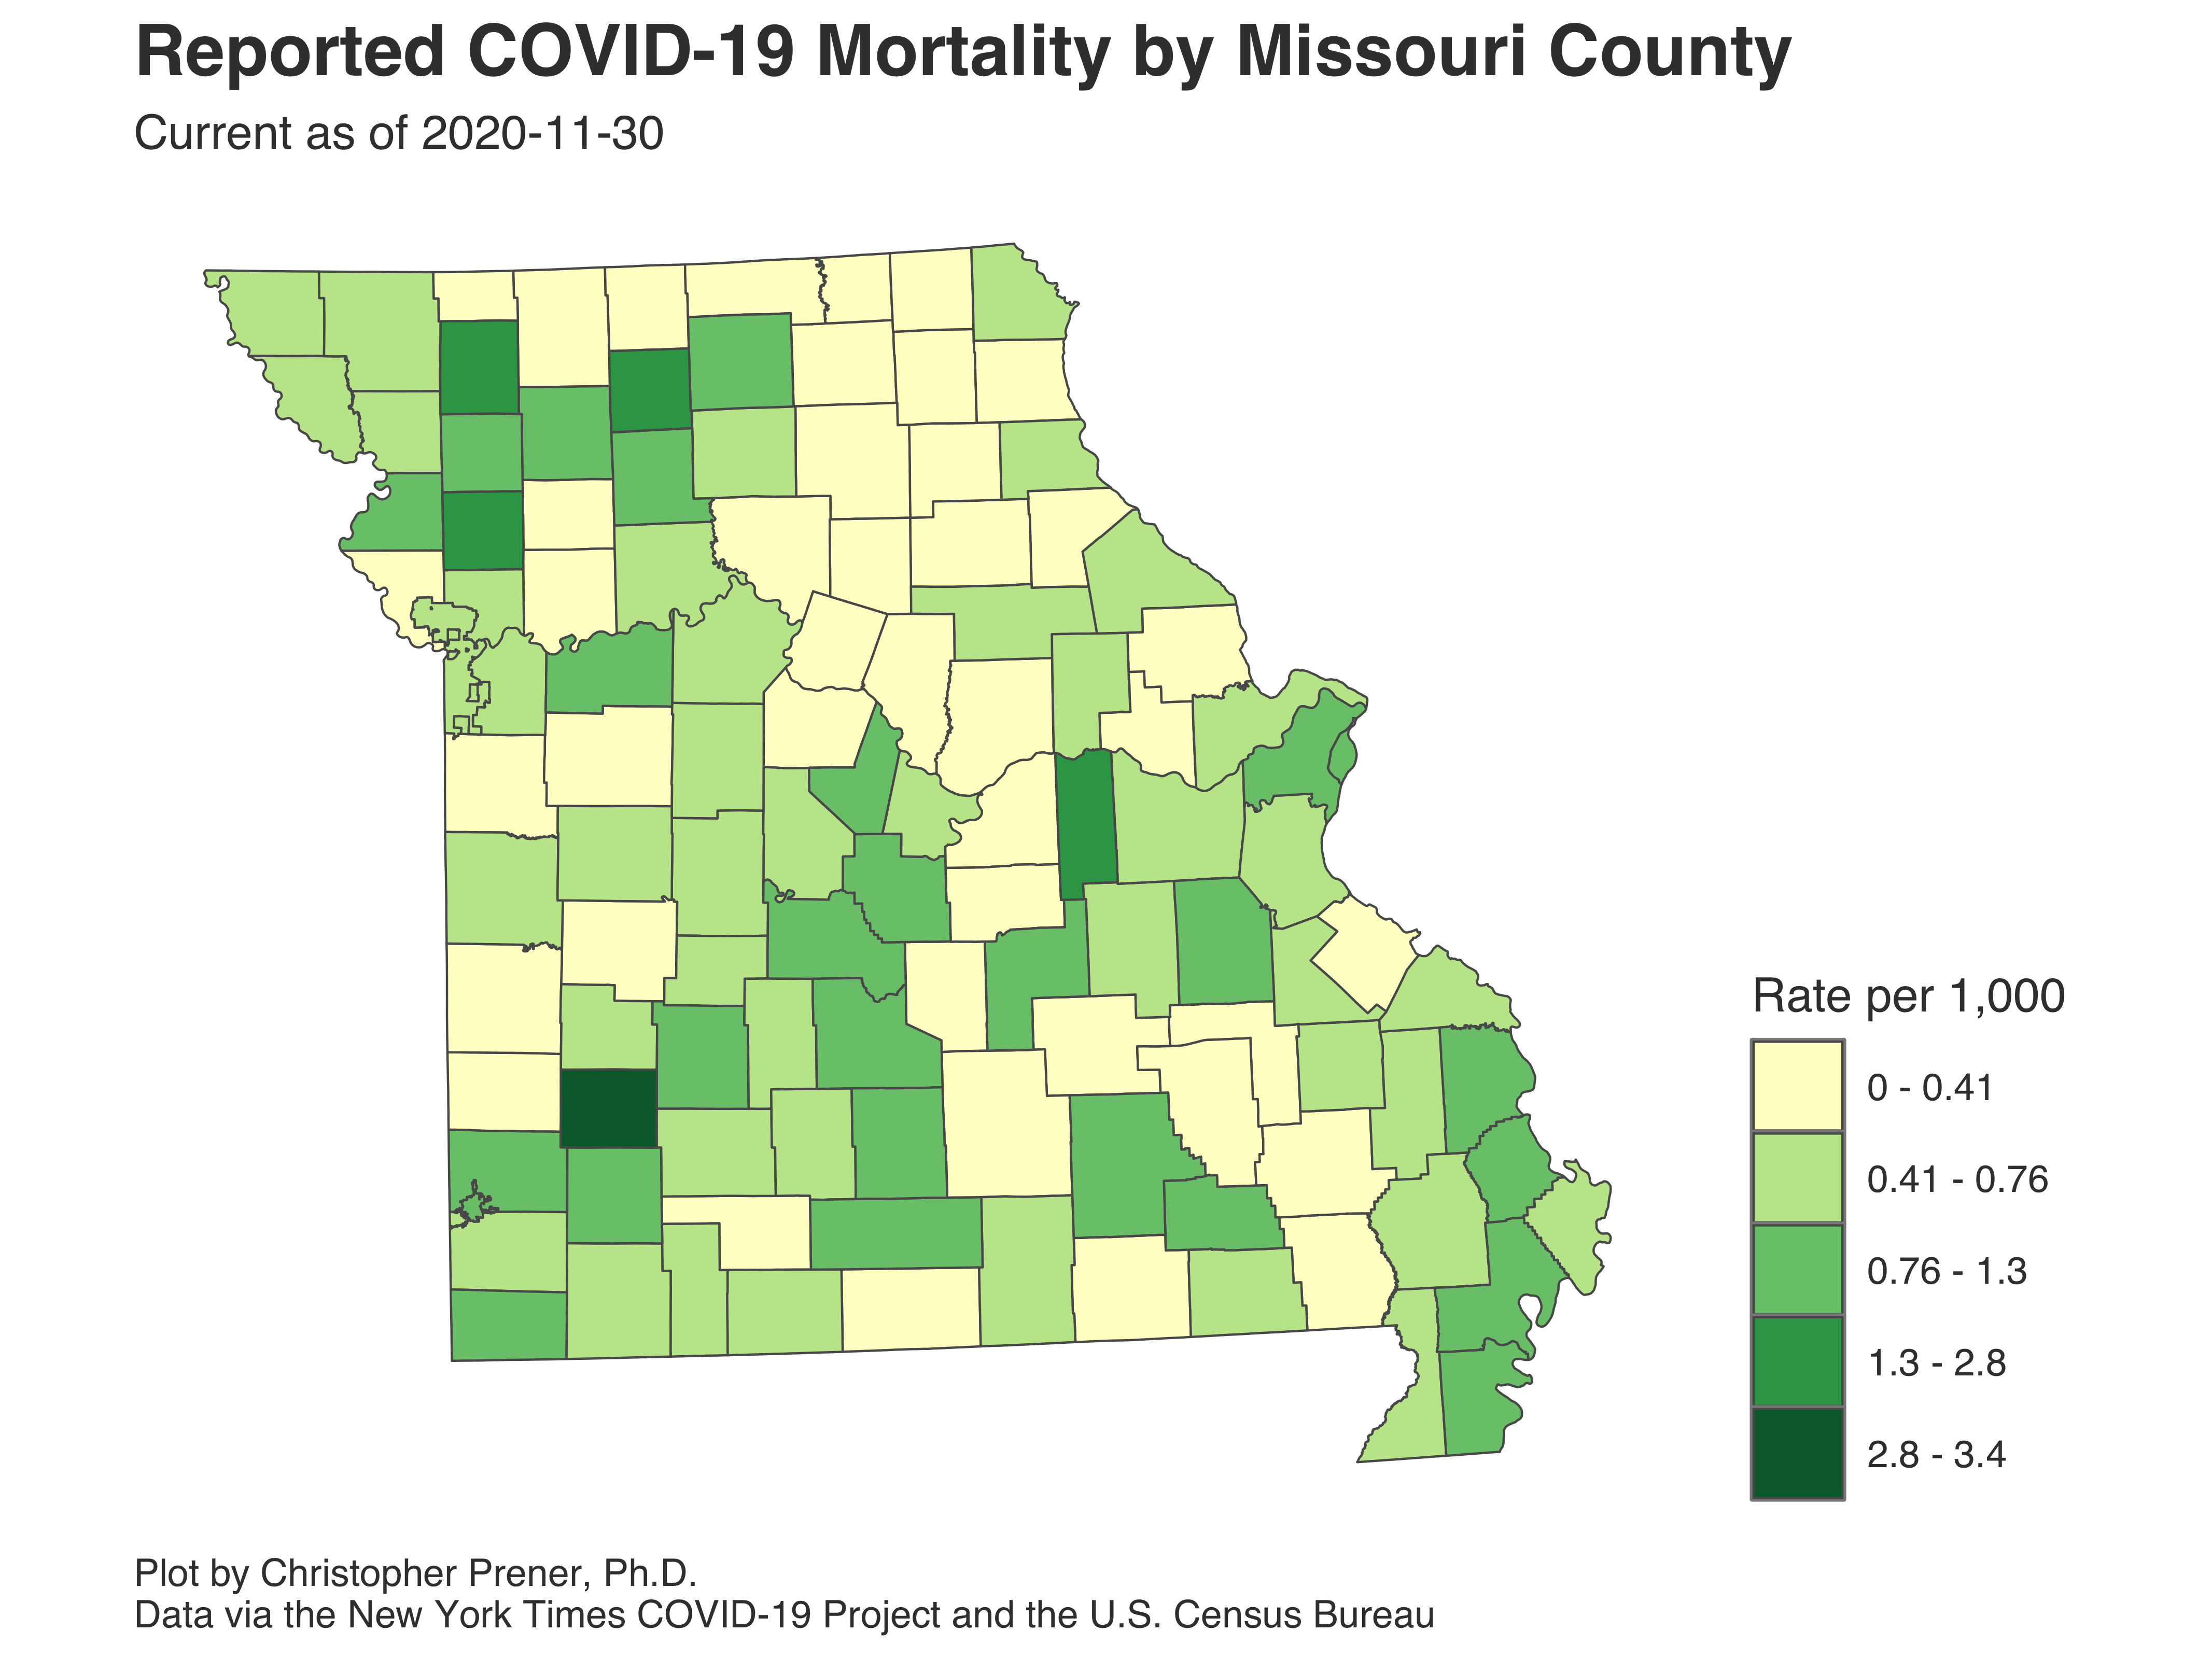 Reported COVID-19 Mortality by Missouri County
Current as of 2020-11-30
Rate per 1,000
0 - 0.41
0.41 - 0.76
0.76 - 1.3
1.3 - 2.8
2.8 - 3.4
Plot by Christopher Prener, Ph.D.
Data via the New York Times COVID-19 Project and the U.S. Census Bureau